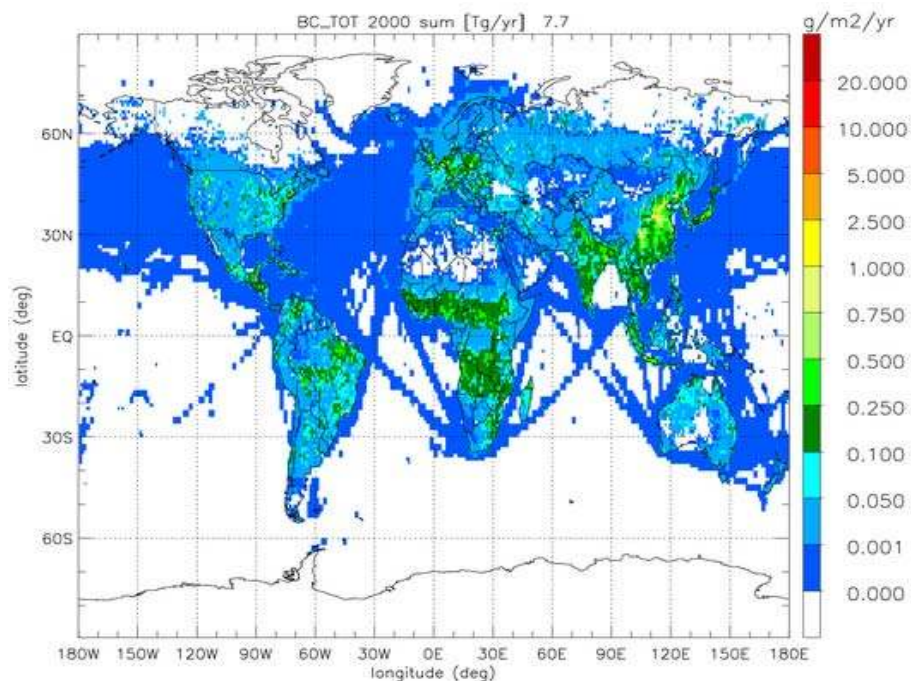 BC_TOT 2000 sum [Tg/yr] 7.7
g/m2/yr
20.000
10.000
5.000
2.500
1.000
0.750
0.500
0.250
0.100
0.050
0.001
0.000
latitude (deg)
60N
30N
EQ
30S
60S
180W 150W 120W 90W 60W 30W 0E 30E 60E 90E 120E 150E 180E
longitude (deg)